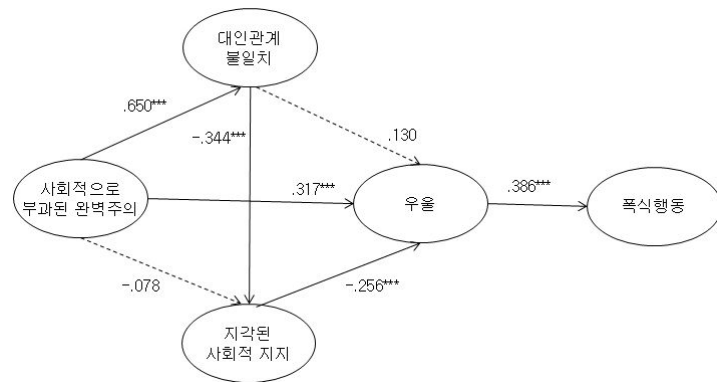 대인관계
불일치
.650***
-.344***
.130
사회적으로
부과된 완벽주의
.317***
우울
.386***
폭식행동
-.078
-.256***
지각된
사회적 지지